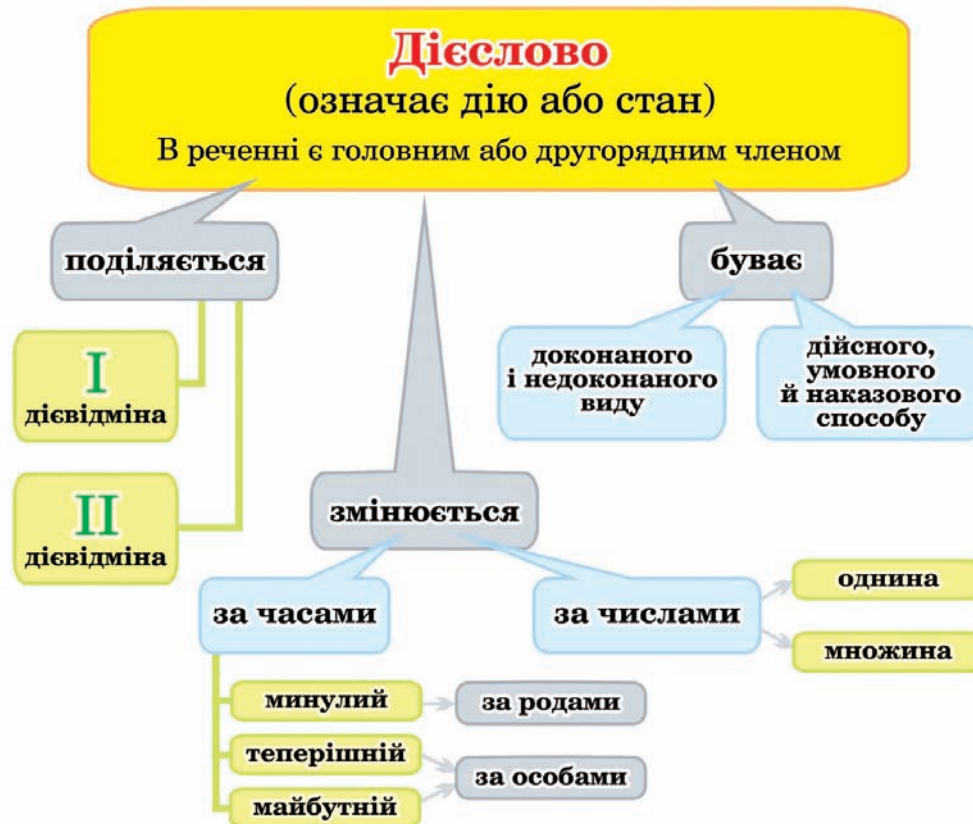 Дієслово
(означає дію або стан)
В реченні є головним або другорядним членом
поділяється
буває
I
дієвідміна
II
дієвідміна
доконаного
і недоконаного
виду
дійсного,
умовного
й наказового
способу
змінюється
за часами
за числами
однина
множина
минулий
за родами
теперішній
за особами
майбутній